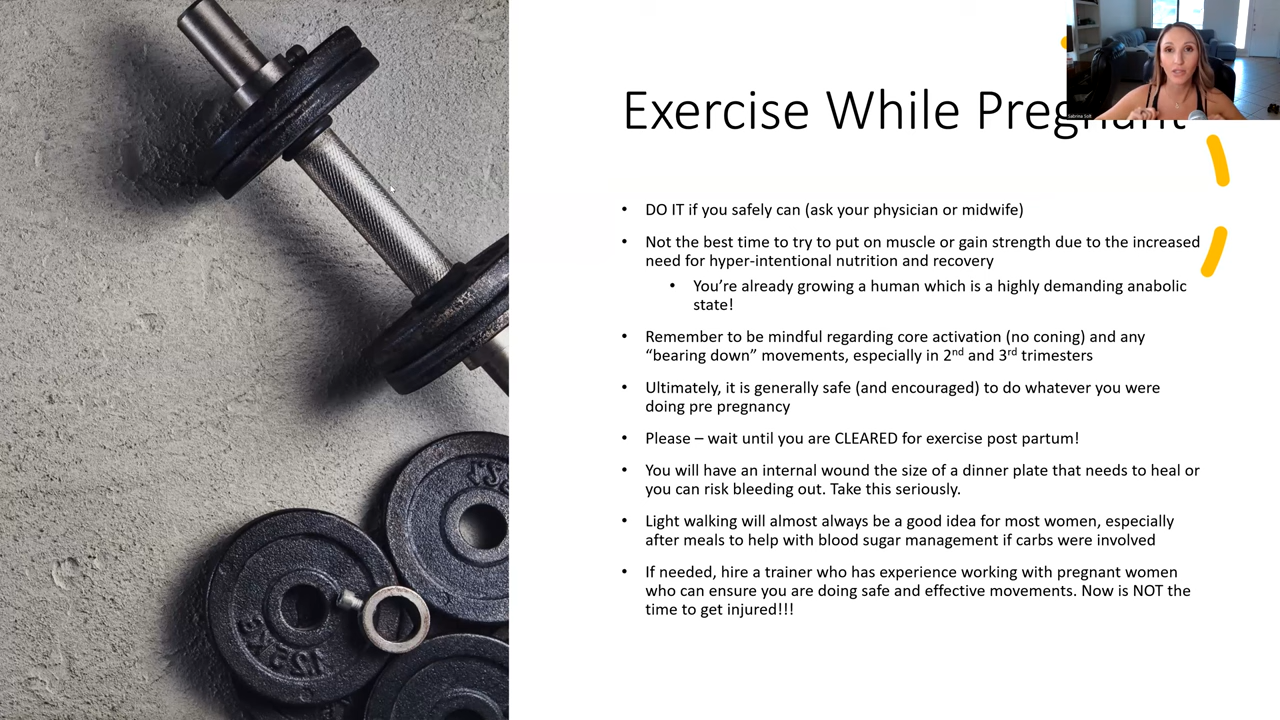 Exercise While Pregnant
Sabrina Solt
• DO IT if you safely can (ask your physician or midwife)
• Not the best time to try to put on muscle or gain strength due to the increased
need for hyper-intentional nutrition and recovery
• You’re already growing a human which is a highly demanding anabolic
state!
• Remember to be mindful regarding core activation (no coning) and any
“bearing down” movements, especially in 2nd and 3rd trimesters
• Ultimately, it is generally safe (and encouraged) to do whatever you were
doing pre pregnancy
• Please – wait until you are CLEARED for exercise post partum!
• You will have an internal wound the size of a dinner plate that needs to heal or
you can risk bleeding out. Take this seriously.
• Light walking will almost always be a good idea for most women, especially
after meals to help with blood sugar management if carbs were involved
• If needed, hire a trainer who has experience working with pregnant women
who can ensure you are doing safe and effective movements. Now is NOT the
time to get injured!!!